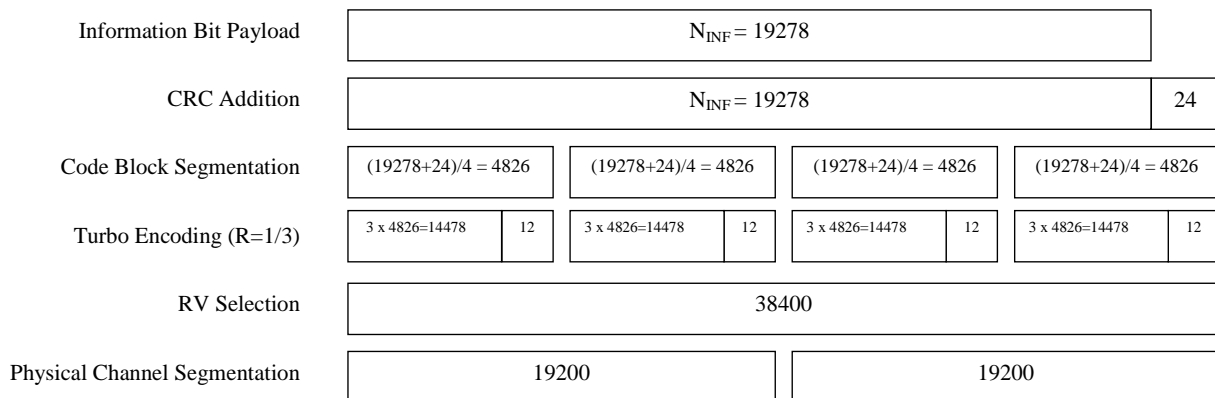 Information Bit Payload N_INF = 19278
CRC Addition N_INF = 19278 24
Code Block Segmentation (19278+24)/4 = 4826 (19278+24)/4 = 4826 (19278+24)/4 = 4826 (19278+24)/4 = 4826
Turbo Encoding (R=1/3) 3 x 4826=14478 12 3 x 4826=14478 12 3 x 4826=14478 12 3 x 4826=14478 12
RV Selection 38400
Physical Channel Segmentation 19200 19200